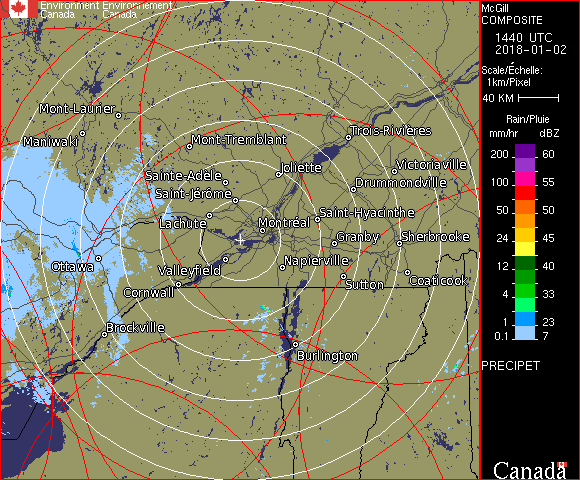 Environment Environnement
Canada Canada
McGill
COMPOSITE
1440 UTC
2018-01-02
Scale/Échelle:
1km/Pixel
40 KM
Rain/Pluie
mm/hr dBZ
200 60
100 55
50 50
24 45
12 40
4 33
1 23
0.1 7
PRECIPET
Mont-Laurier
Maniwaki
Mont-Tremblant
Trois-Rivières
Sainte-Adèle
Joliette
Victoriaville
Saint-Jérôme
Drummondville
Lachute
Montréal
Saint-Hyacinthe
Granby
Sherbrooke
Ottawa
Valleyfield
Napierville
Cornwall
Sutton
Coaticook
Brockville
Burlington
Canada